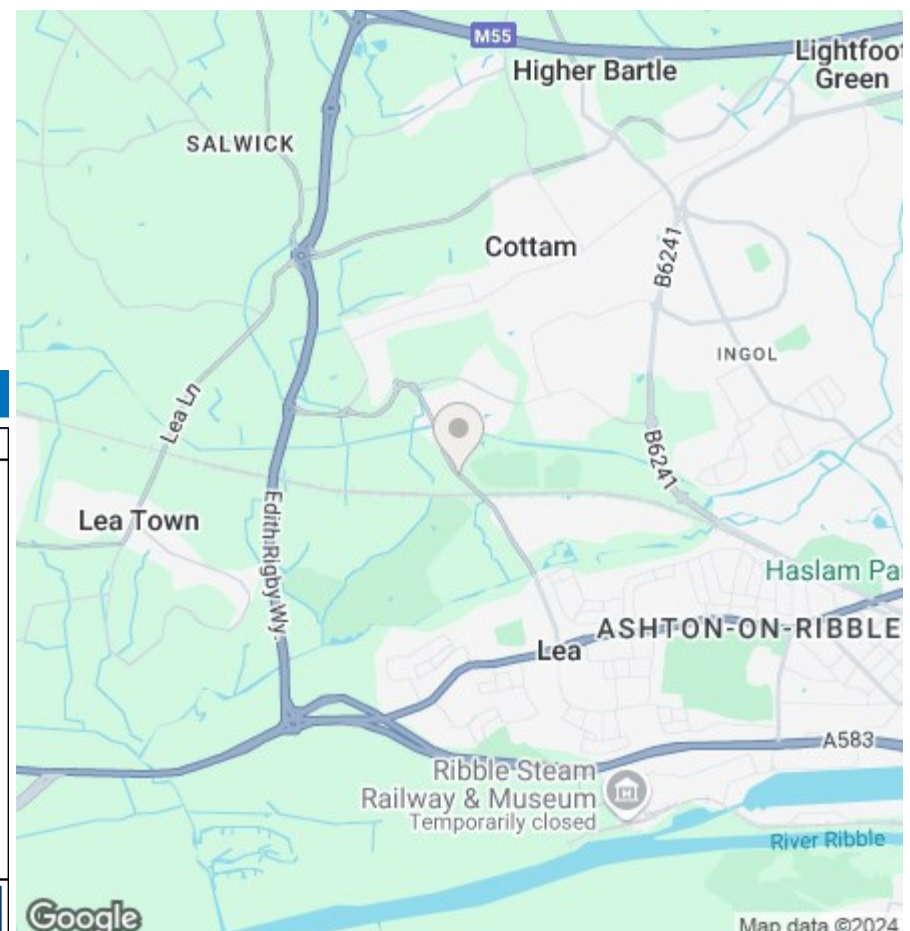 M55
Higher Bartle
Lightfoot
Green
SALWICK
Cottam
B6241
INGOL
Lea Ln
B6241
Lea Town
Edith Rigby Wy
Haslam Pa
ASHTON-ON-RIBBLE
Lea
A583
Ribble Steam
Railway & Museum
Temporarily closed
River Ribble
Google
Map data ©2024